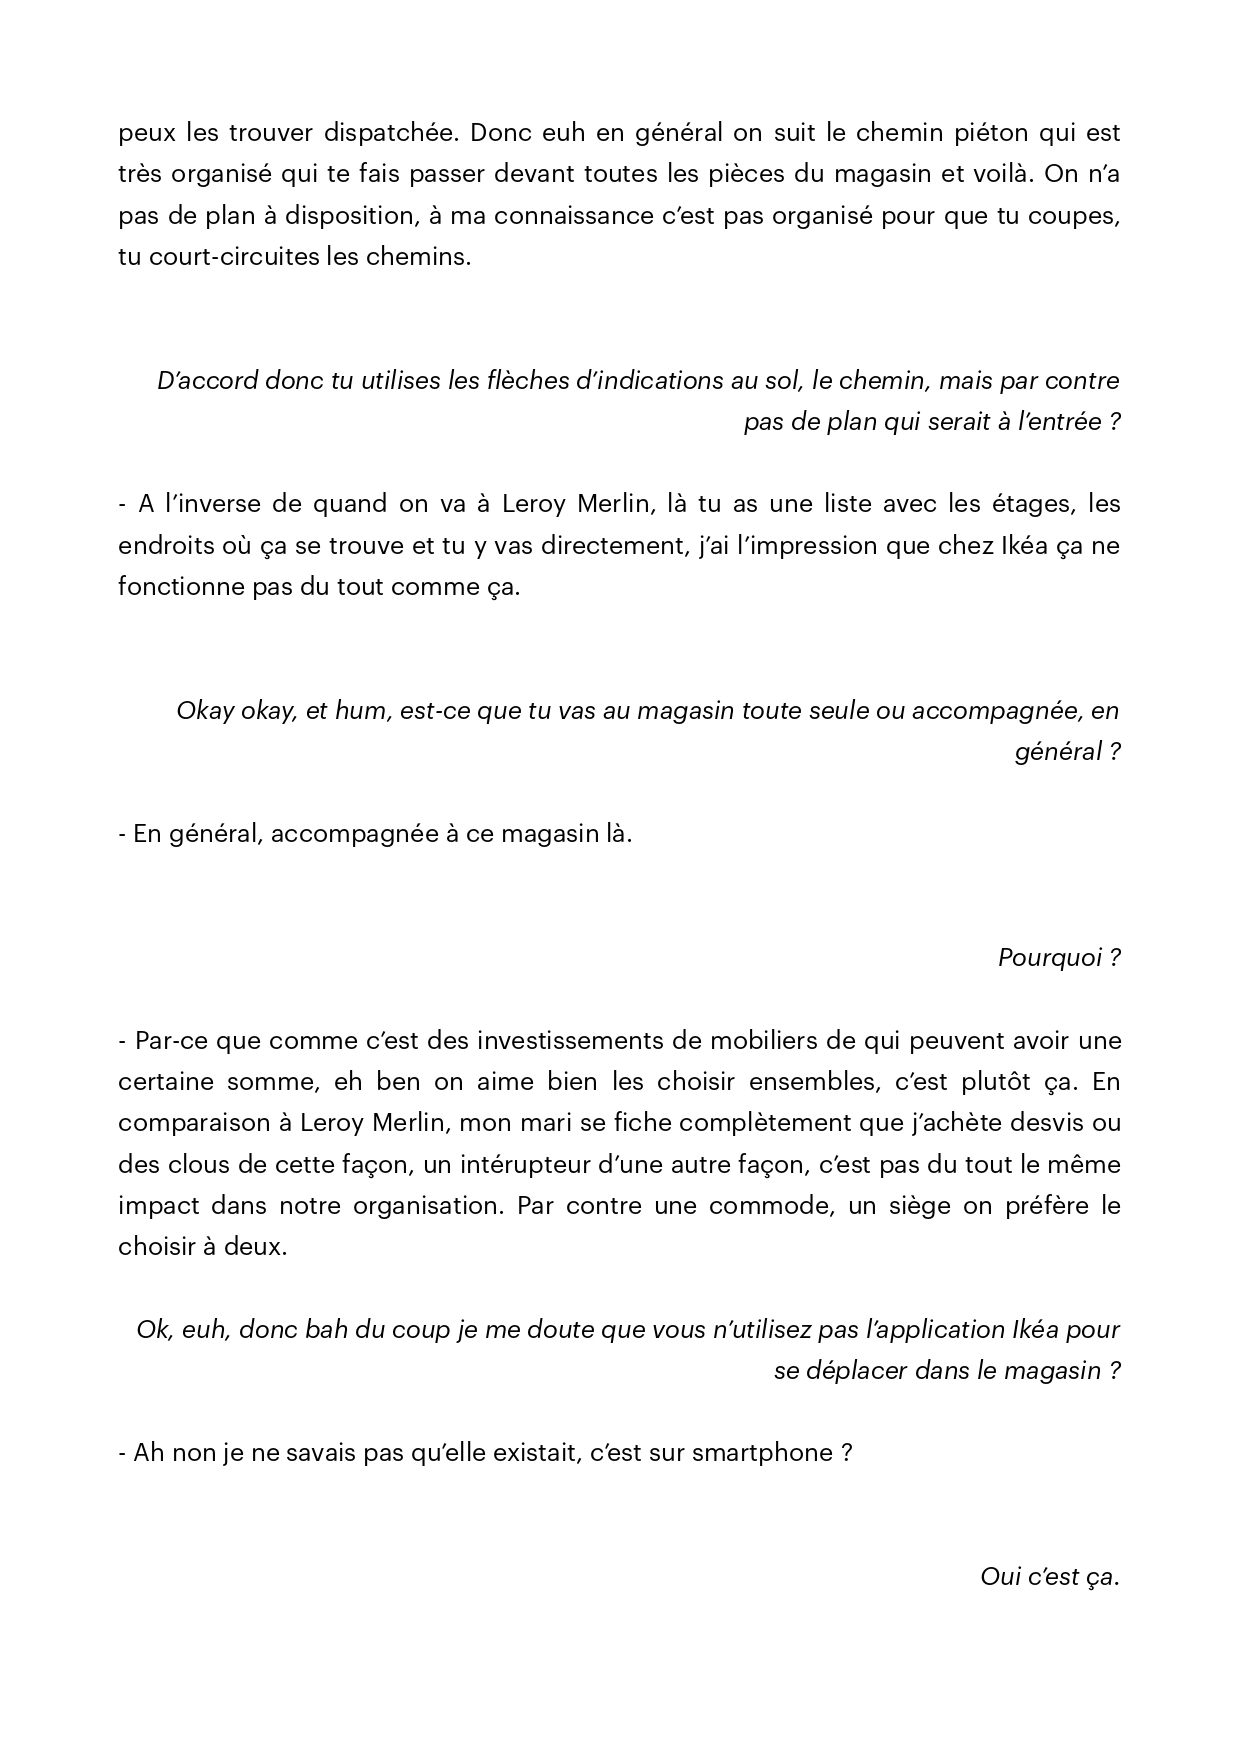 peux les trouver dispatchée. Donc euh en général on suit le chemin piéton qui est
très organisé qui te fais passer devant toutes les pièces du magasin et voilà. On n’a
pas de plan à disposition, à ma connaissance c’est pas organisé pour que tu coupes,
tu court-circuites les chemins.
D’accord donc tu utilises les flèches d’indications au sol, le chemin, mais par contre
pas de plan qui serait à l’entrée ?
- A l’inverse de quand on va à Leroy Merlin, là tu as une liste avec les étages, les
endroits où ça se trouve et tu y vas directement, j’ai l’impression que chez Ikéa ça ne
fonctionne pas du tout comme ça.
Okay okay, et hum, est-ce que tu vas au magasin toute seule ou accompagnée, en
général ?
- En général, accompagnée à ce magasin là.
Pourquoi ?
- Par-ce que comme c’est des investissements de mobiliers de qui peuvent avoir une
certaine somme, eh ben on aime bien les choisir ensembles, c’est plutôt ça. En
comparaison à Leroy Merlin, mon mari se fiche complètement que j’achète desvis ou
des clous de cette façon, un intérupteur d’une autre façon, c’est pas du tout le même
impact dans notre organisation. Par contre une commode, un siège on préfère le
choisir à deux.
Ok, euh, donc bah du coup je me doute que vous n’utilisez pas l’application Ikéa pour
se déplacer dans le magasin ?
- Ah non je ne savais pas qu’elle existait, c’est sur smartphone ?
Oui c’est ça.